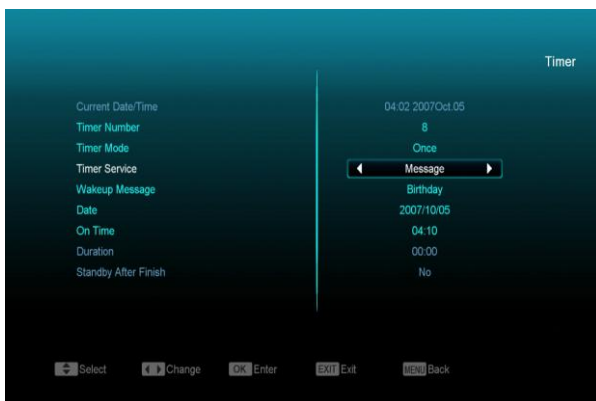 Timer
Current Date/Time 04:02 2007Oct.05
Timer Number 8
Timer Mode Once
Timer Service Message
Wakeup Message Birthday
Date 2007/10/05
On Time 04:10
Duration 00:00
Standby After Finish No
Select Change OK Enter EXIT Exit MENU Back